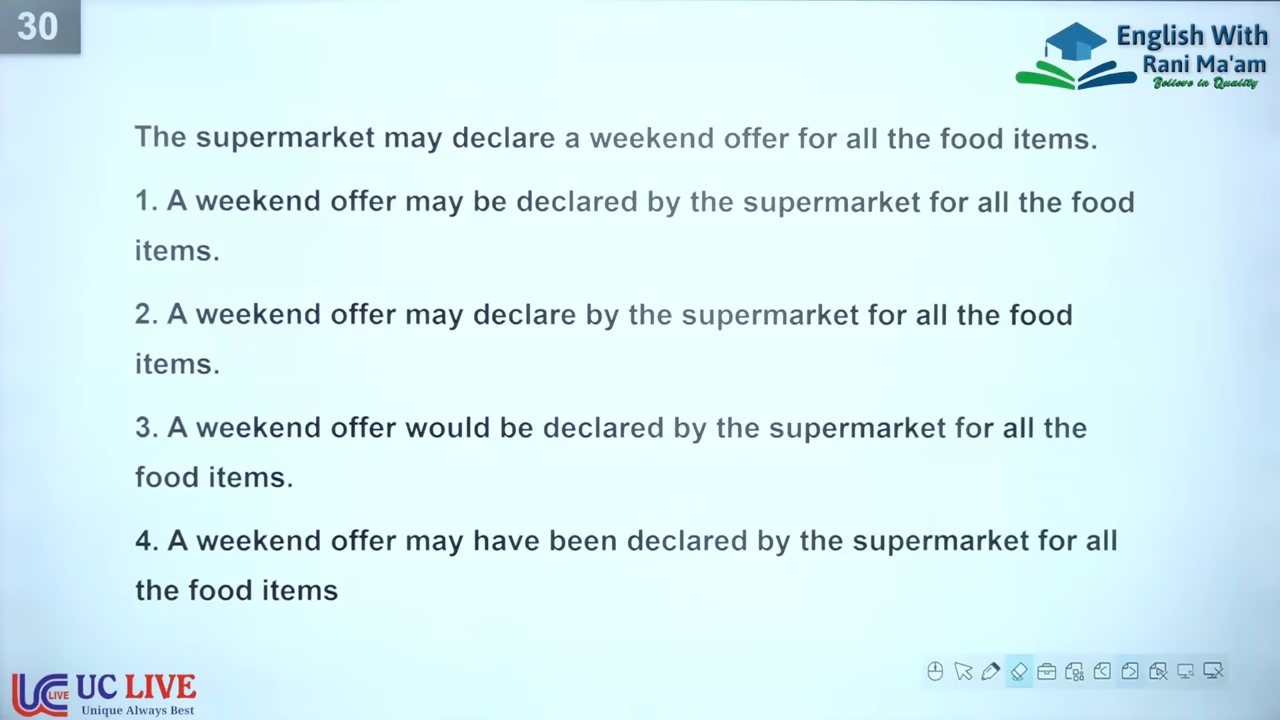 30
English With
Rani Ma'am
Believe in Quality
The supermarket may declare a weekend offer for all the food items.
1. A weekend offer may be declared by the supermarket for all the food
items.
2. A weekend offer may declare by the supermarket for all the food
items.
3. A weekend offer would be declared by the supermarket for all the
food items.
4. A weekend offer may have been declared by the supermarket for all
the food items
UC LIVE UC LIVE
Unique Always Best